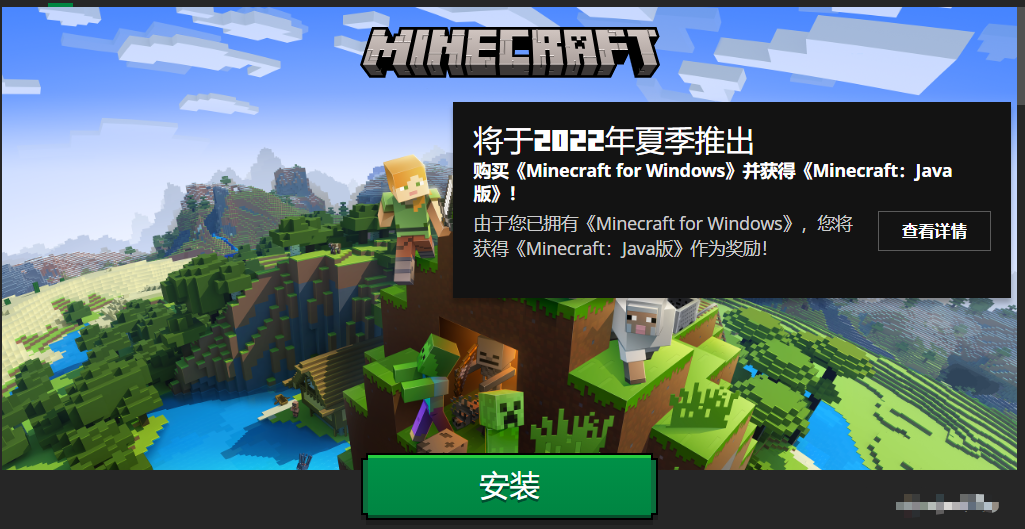 MINECRAFT
将于2022年夏季推出
购买《Minecraft for Windows》并获得《Minecraft：Java
版》！
由于您已拥有《Minecraft for Windows》，您将
获得《Minecraft：Java版》作为奖励！
查看详情
安装